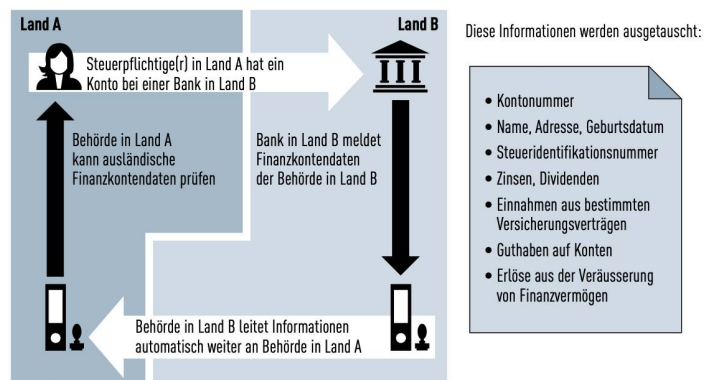 Land A
Land B
Steuerpflichtige(r) in Land A hat ein
Konto bei einer Bank in Land B
Behörde in Land A
kann ausländische
Finanzkontendaten prüfen
Bank in Land B meldet
Finanzkontendaten
der Behörde in Land B
Behörde in Land B leitet Informationen
automatisch weiter an Behörde in Land A
Diese Informationen werden ausgetauscht:
• Kontonummer
• Name, Adresse, Geburtsdatum
• Steueridentifikationsnummer
• Zinsen, Dividenden
• Einnahmen aus bestimmten
Versicherungsverträgen
• Guthaben auf Konten
• Erlöse aus der Veräusserung
von Finanzvermögen